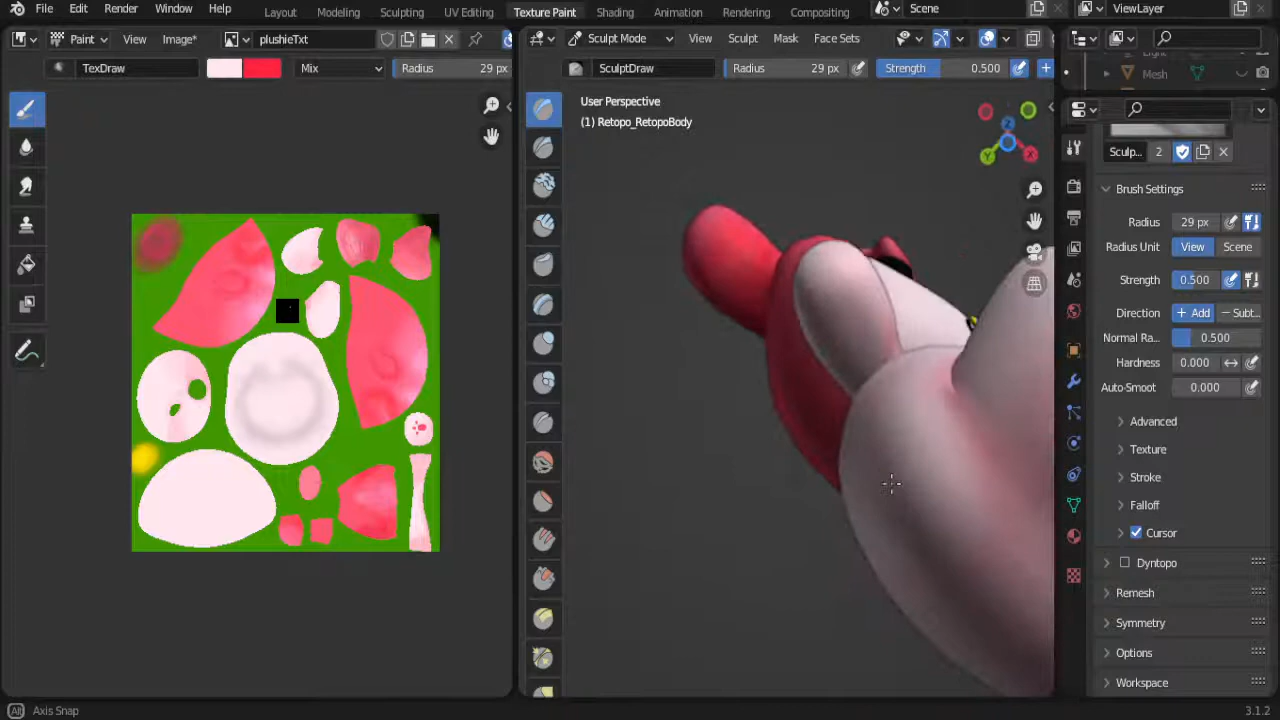 File Edit Render Window Help Layout Modeling Sculpting UV Editing Texture Paint Shading Animation Rendering Compositing Scene ViewLayer
Paint View Image* plushieTxt
Sculpt Mode View Sculpt Mask Face Sets
TexDraw Mix Radius 29 px
SculptDraw Radius 29 px Strength 0.500
Mesh
User Perspective
(1) Retopo_RetopoBody
Z
Y
X
Sculp... 2
Brush Settings
Radius 29 px
Radius Unit View Scene
Strength 0.500
Direction + Add − Subt...
Normal Ra... 0.500
Hardness 0.000
Auto-Smoot 0.000
Advanced
Texture
Stroke
Falloff
Cursor
Dyntopo
Remesh
Symmetry
Options
Workspace
Alt Axis Snap
3.1.2